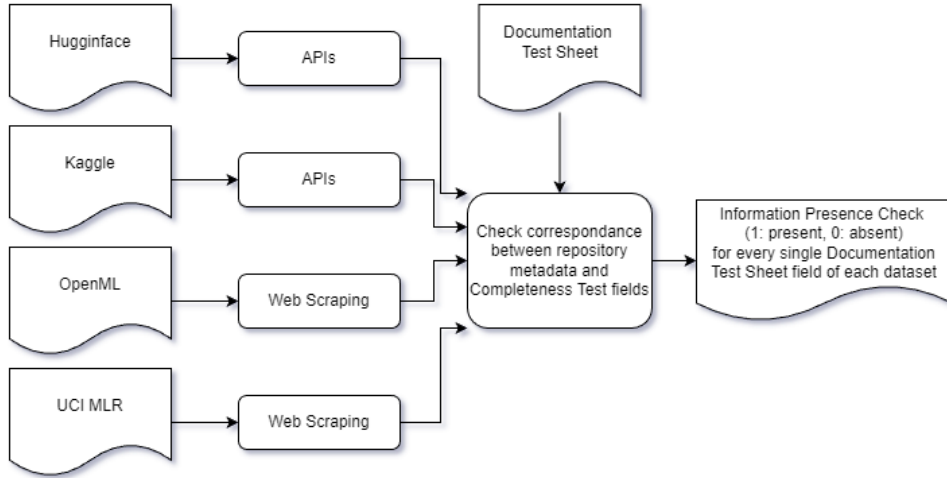 Hugginface
APIs
Documentation
Test Sheet
Kaggle
APIs
Check correspondance
between repository
metadata and
Completeness Test fields
Information Presence Check
(1: present, 0: absent)
for every single Documentation
Test Sheet field of each dataset
OpenML
Web Scraping
UCI MLR
Web Scraping